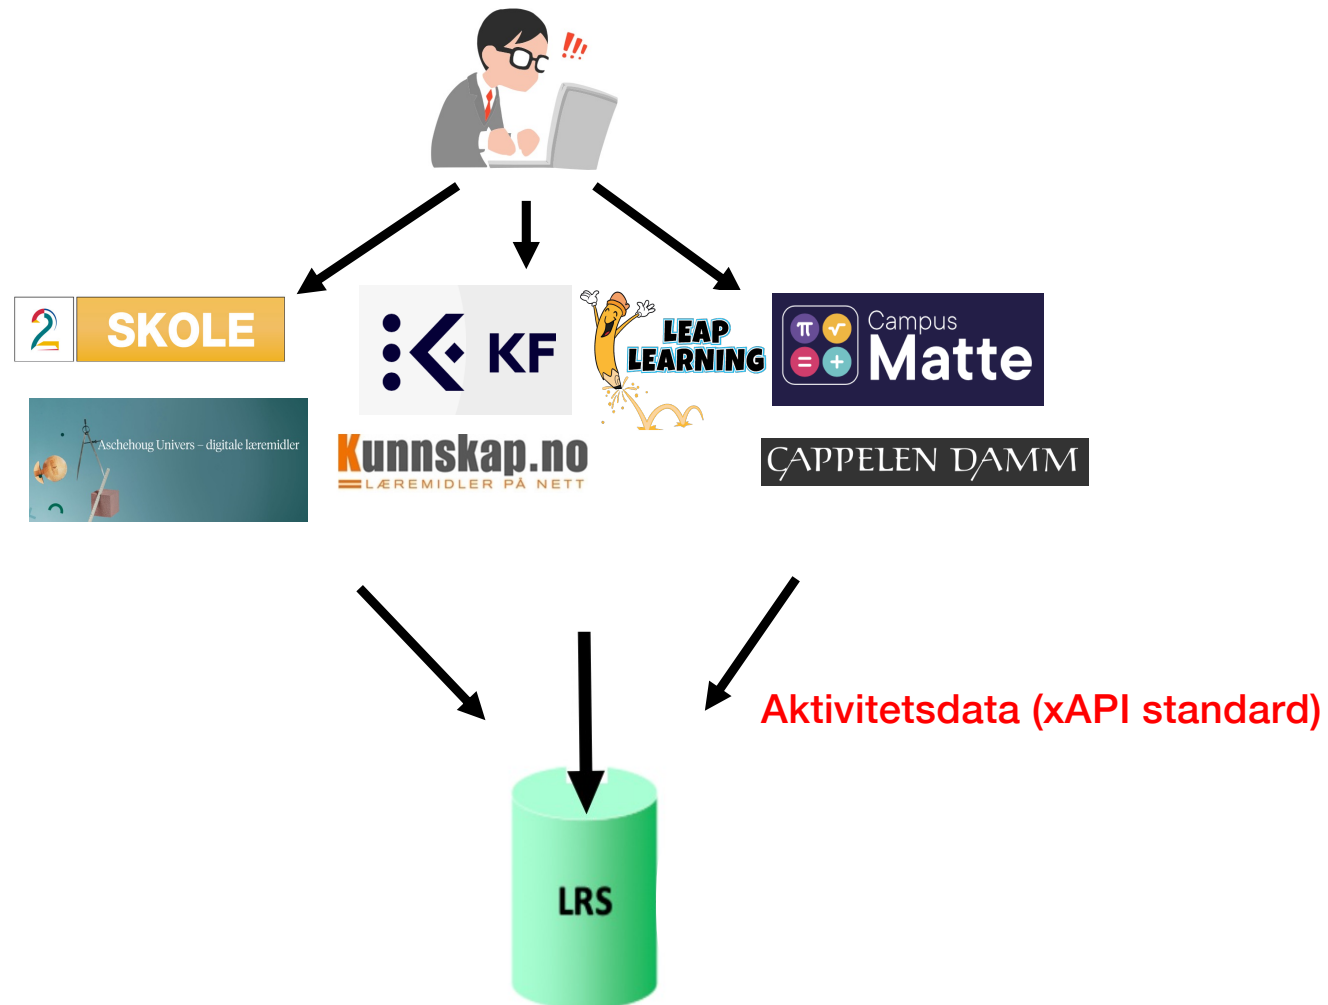 !!!
2 SKOLE
KF
LEAP
LEARNING
π √
= +
Campus
Matte
Aschehoug Univers – digitale læremidler
Kunnskap.no
LÆREMIDLER PÅ NETT
CAPPELEN DAMM
Aktivitetsdata (xAPI standard)
LRS